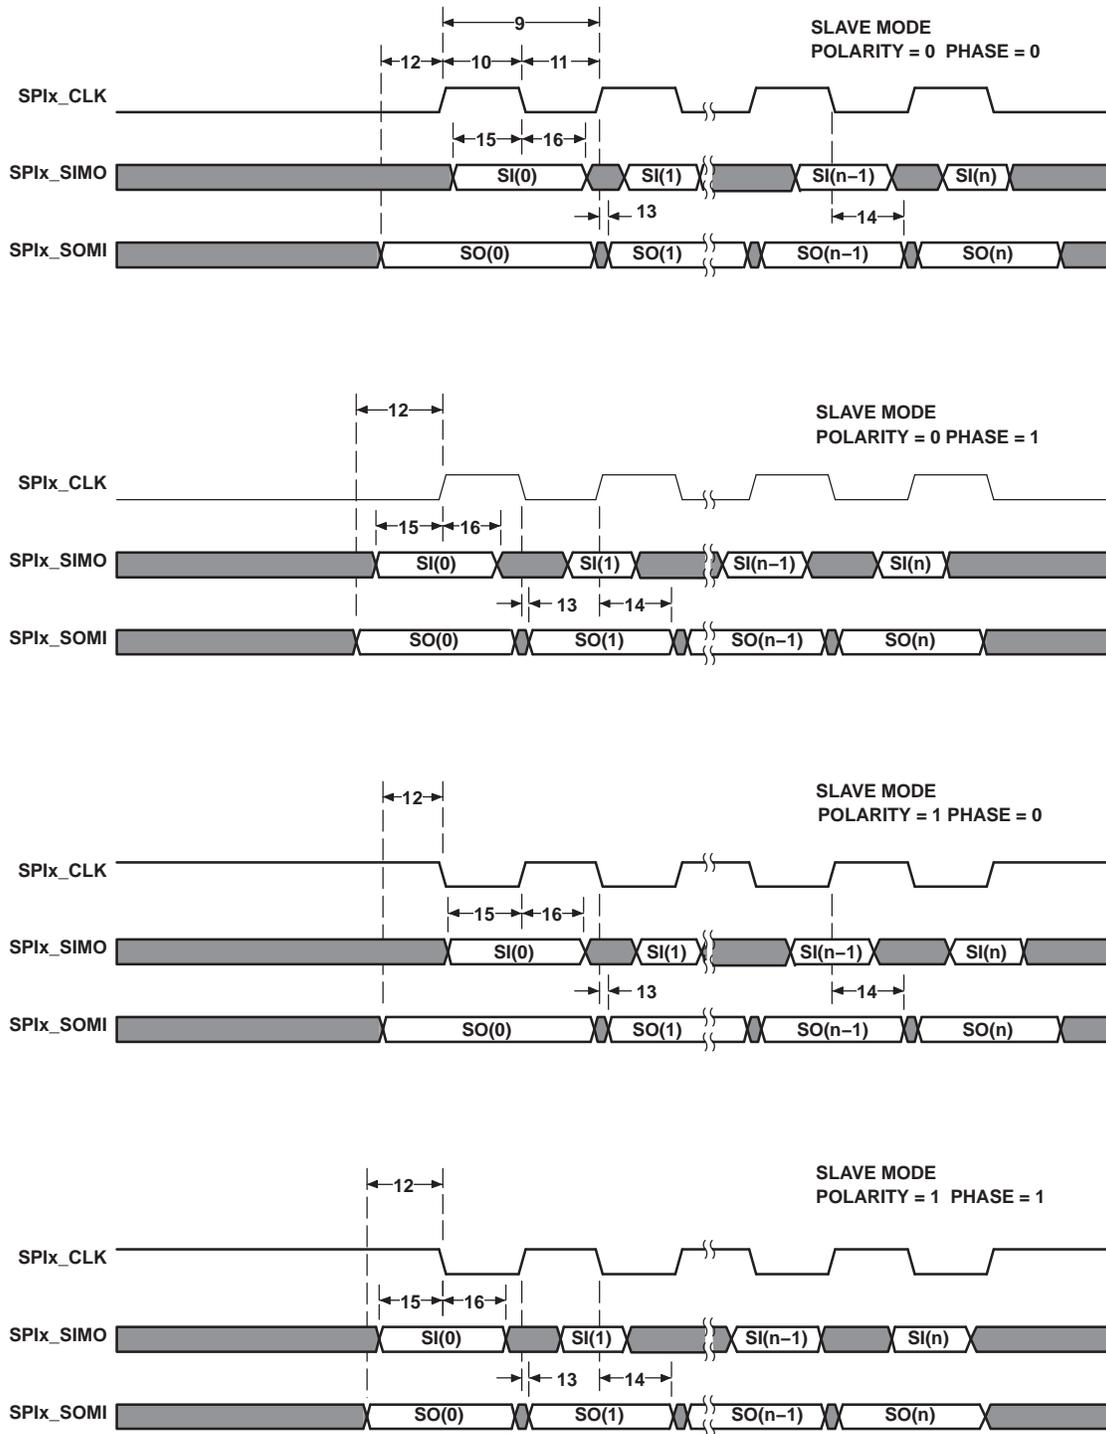 9
SLAVE MODE
POLARITY = 0 PHASE = 0
12 10 11
SPIx_CLK
15 16
SPIx_SIMO SI(0) SI(1) SI(n−1) SI(n)
13 14
SPIx_SOMI SO(0) SO(1) SO(n−1) SO(n)
12
SLAVE MODE
POLARITY = 0 PHASE = 1
SPIx_CLK
15 16
SPIx_SIMO SI(0) SI(1) SI(n−1) SI(n)
13 14
SPIx_SOMI SO(0) SO(1) SO(n−1) SO(n)
12
SLAVE MODE
POLARITY = 1 PHASE = 0
SPIx_CLK
15 16
SPIx_SIMO SI(0) SI(1) SI(n−1) SI(n)
13 14
SPIx_SOMI SO(0) SO(1) SO(n−1) SO(n)
12
SLAVE MODE
POLARITY = 1 PHASE = 1
SPIx_CLK
15 16
SPIx_SIMO SI(0) SI(1) SI(n−1) SI(n)
13 14
SPIx_SOMI SO(0) SO(1) SO(n−1) SO(n)